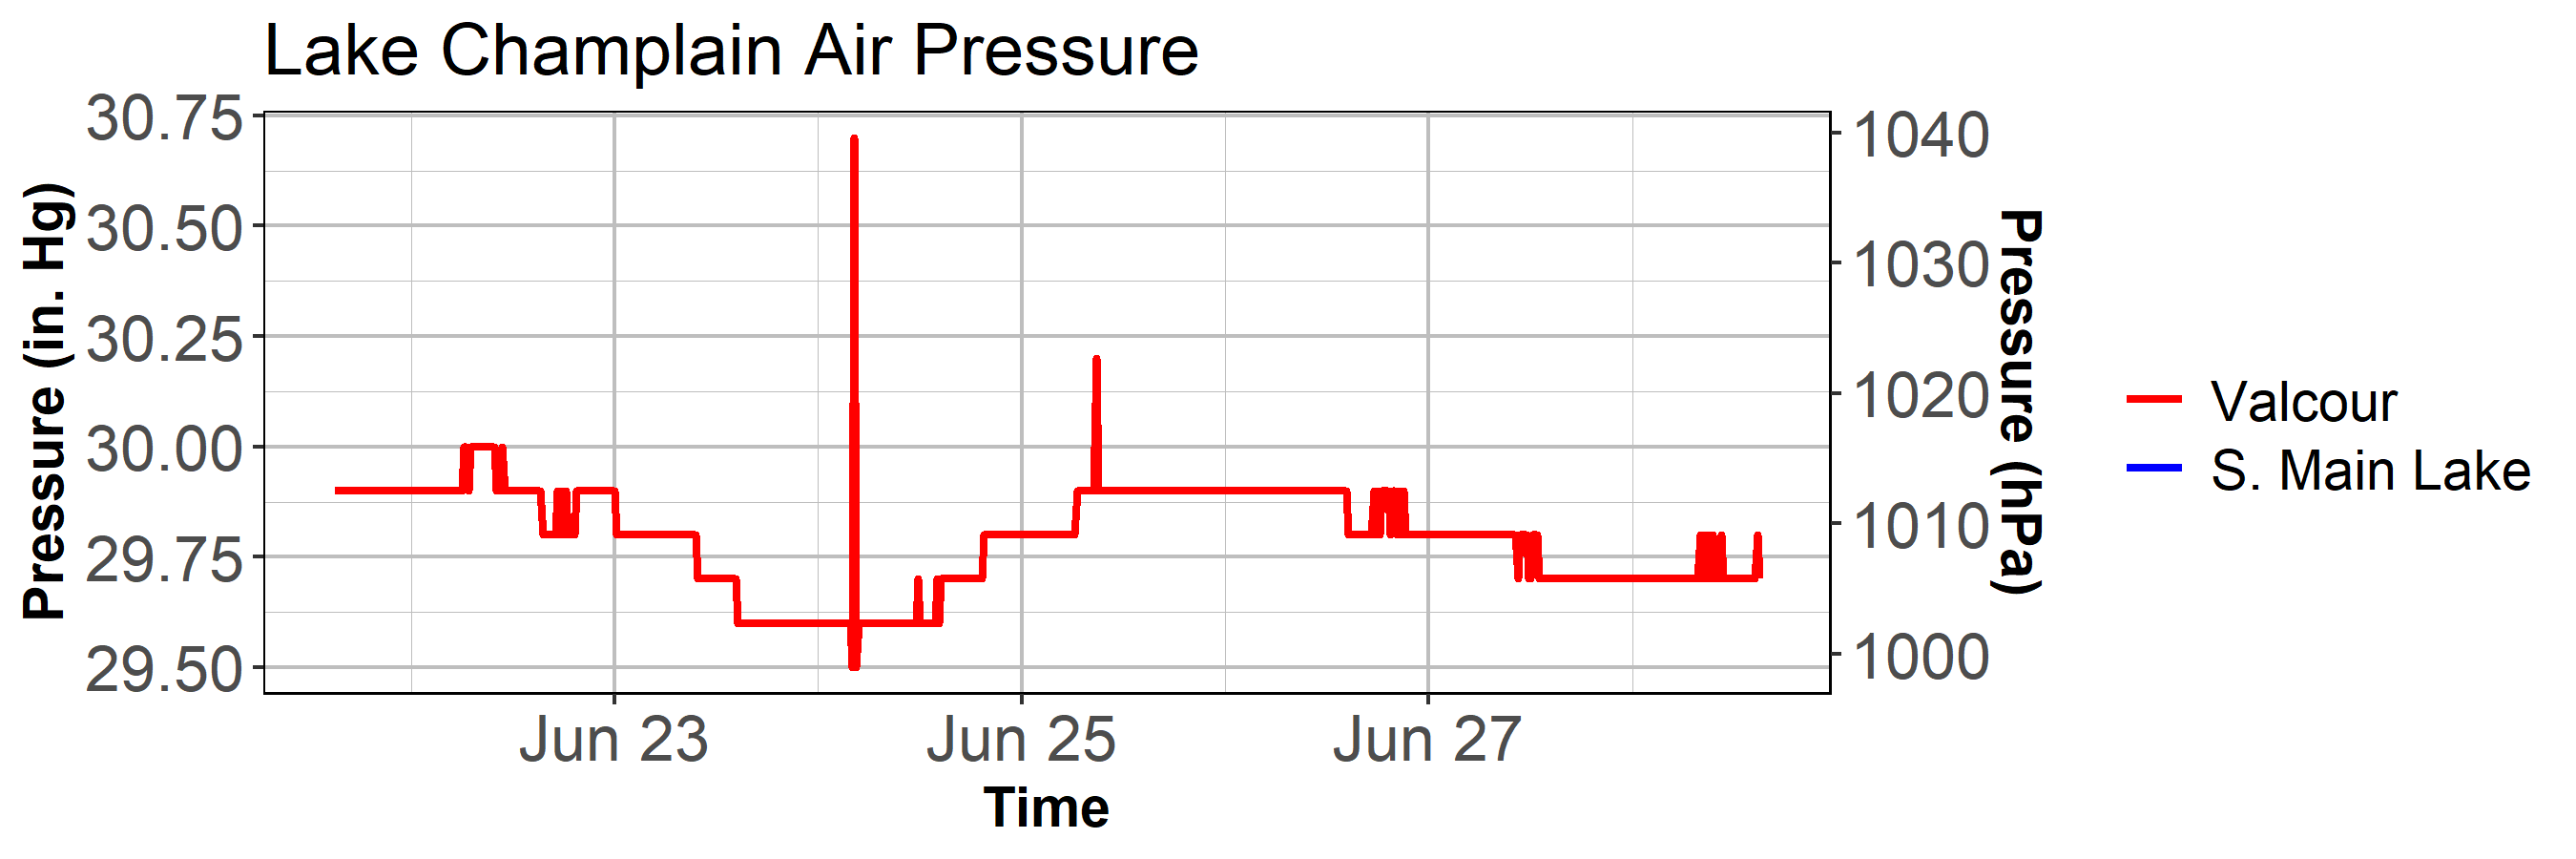 Lake Champlain Air Pressure
Pressure (in. Hg)
30.75
30.50
30.25
30.00
29.75
29.50
1040
1030
1020
1010
1000
Pressure (hPa)
Jun 23
Jun 25
Jun 27
Time
Valcour
S. Main Lake